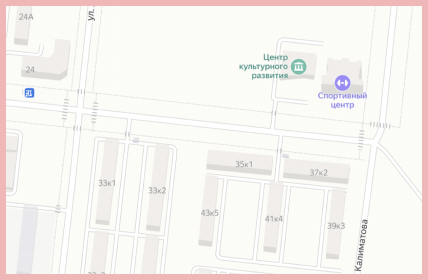 ул.
24А
Центр
культурного
развития
24
Спортивный
центр
35к1
37к2
33к1
33к2
43к5
41к4
39к3
Калиматова